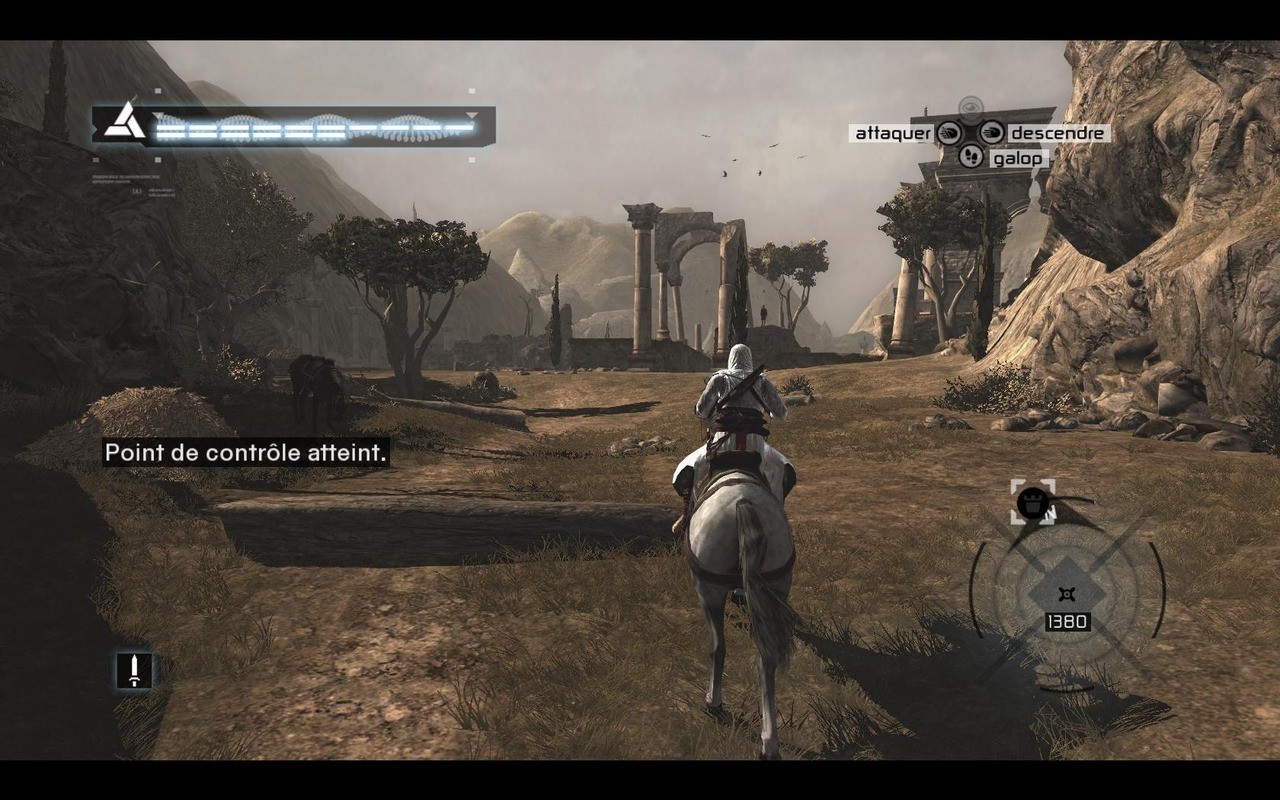 attaquer
descendre
galop
Point de contrôle atteint.
N
1380